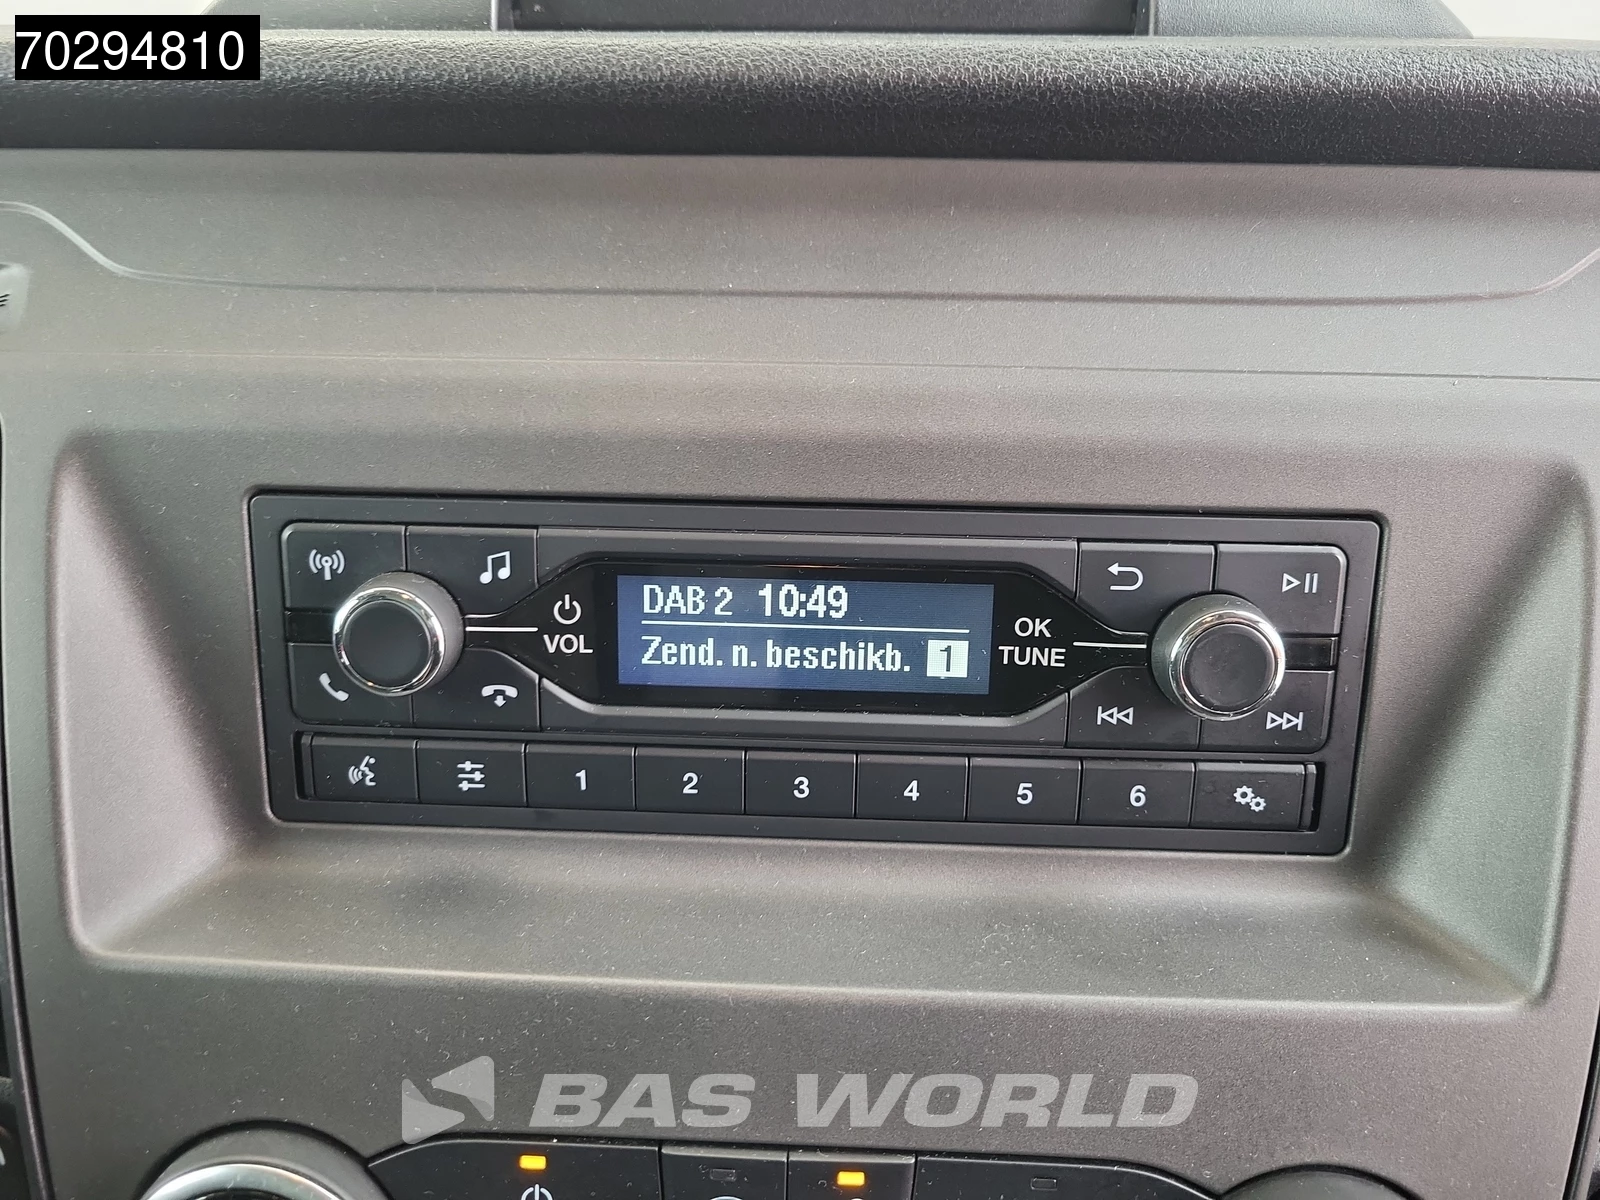 70294810
DAB 2 10:49
Zend. n. beschikb. 1
VOL
OK
TUNE
1 2 3 4 5 6
BAS WORLD